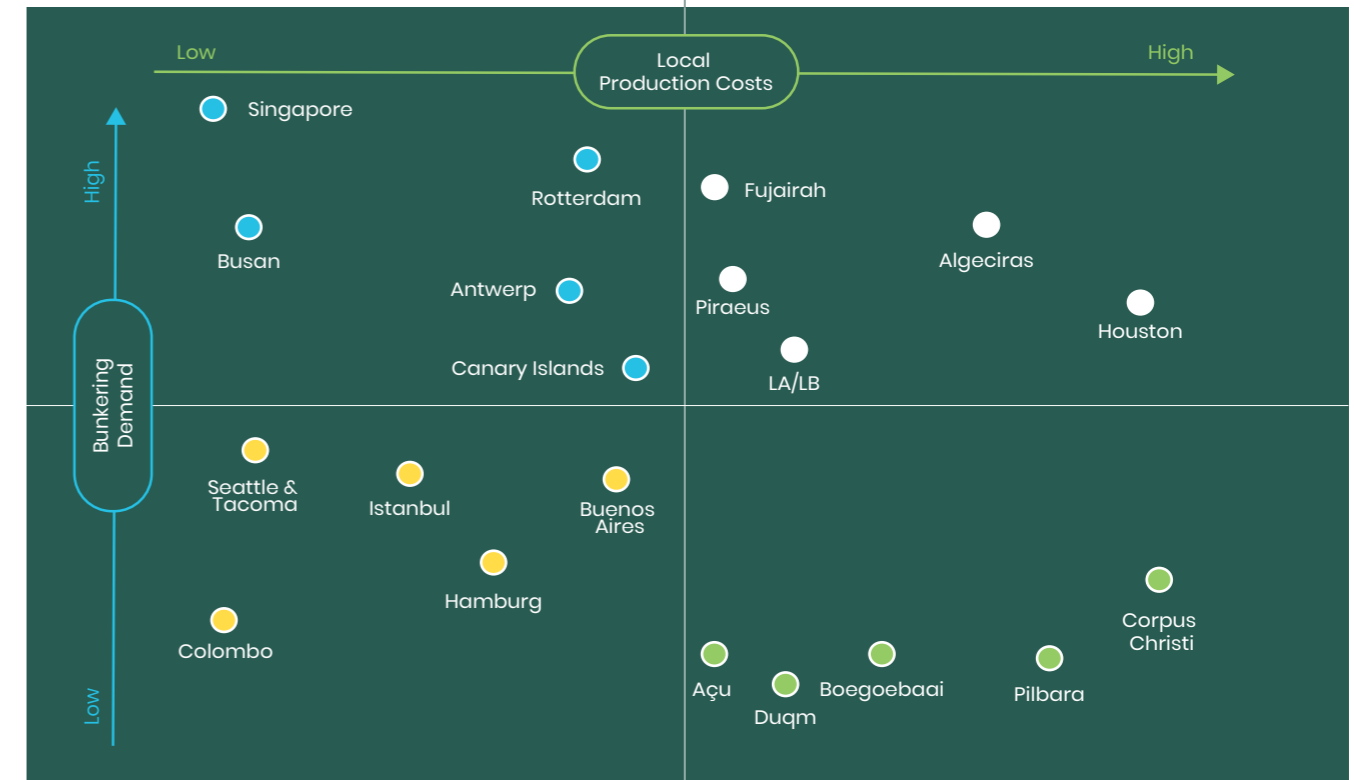 Low
Local
Production Costs
High
Singapore
High
Rotterdam
Fujairah
Busan
Algeciras
Antwerp
Piraeus
Houston
Canary Islands
LA/LB
Bunkering
Demand
Seattle &
Tacoma
Istanbul
Buenos
Aires
Hamburg
Colombo
Corpus
Christi
Low
Açu
Duqm
Boegoebaai
Pilbara